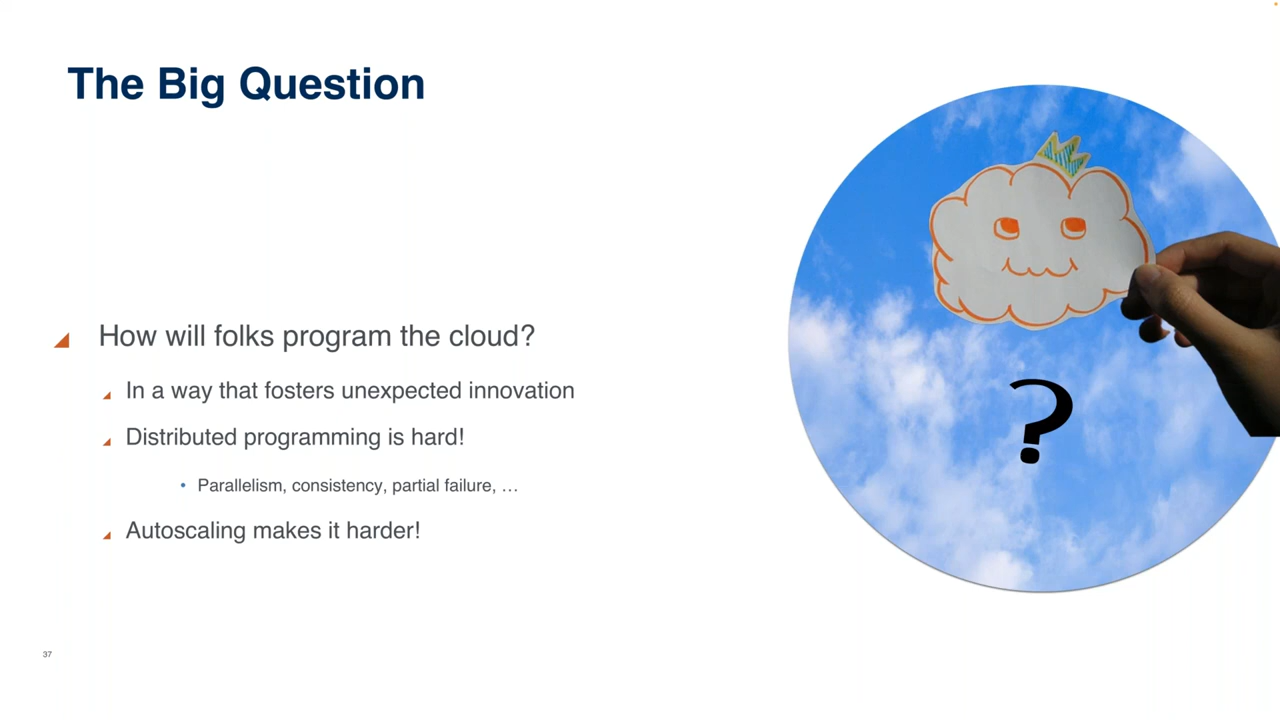 The Big Question
How will folks program the cloud?
In a way that fosters unexpected innovation
Distributed programming is hard!
Parallelism, consistency, partial failure, …
Autoscaling makes it harder!
?
37